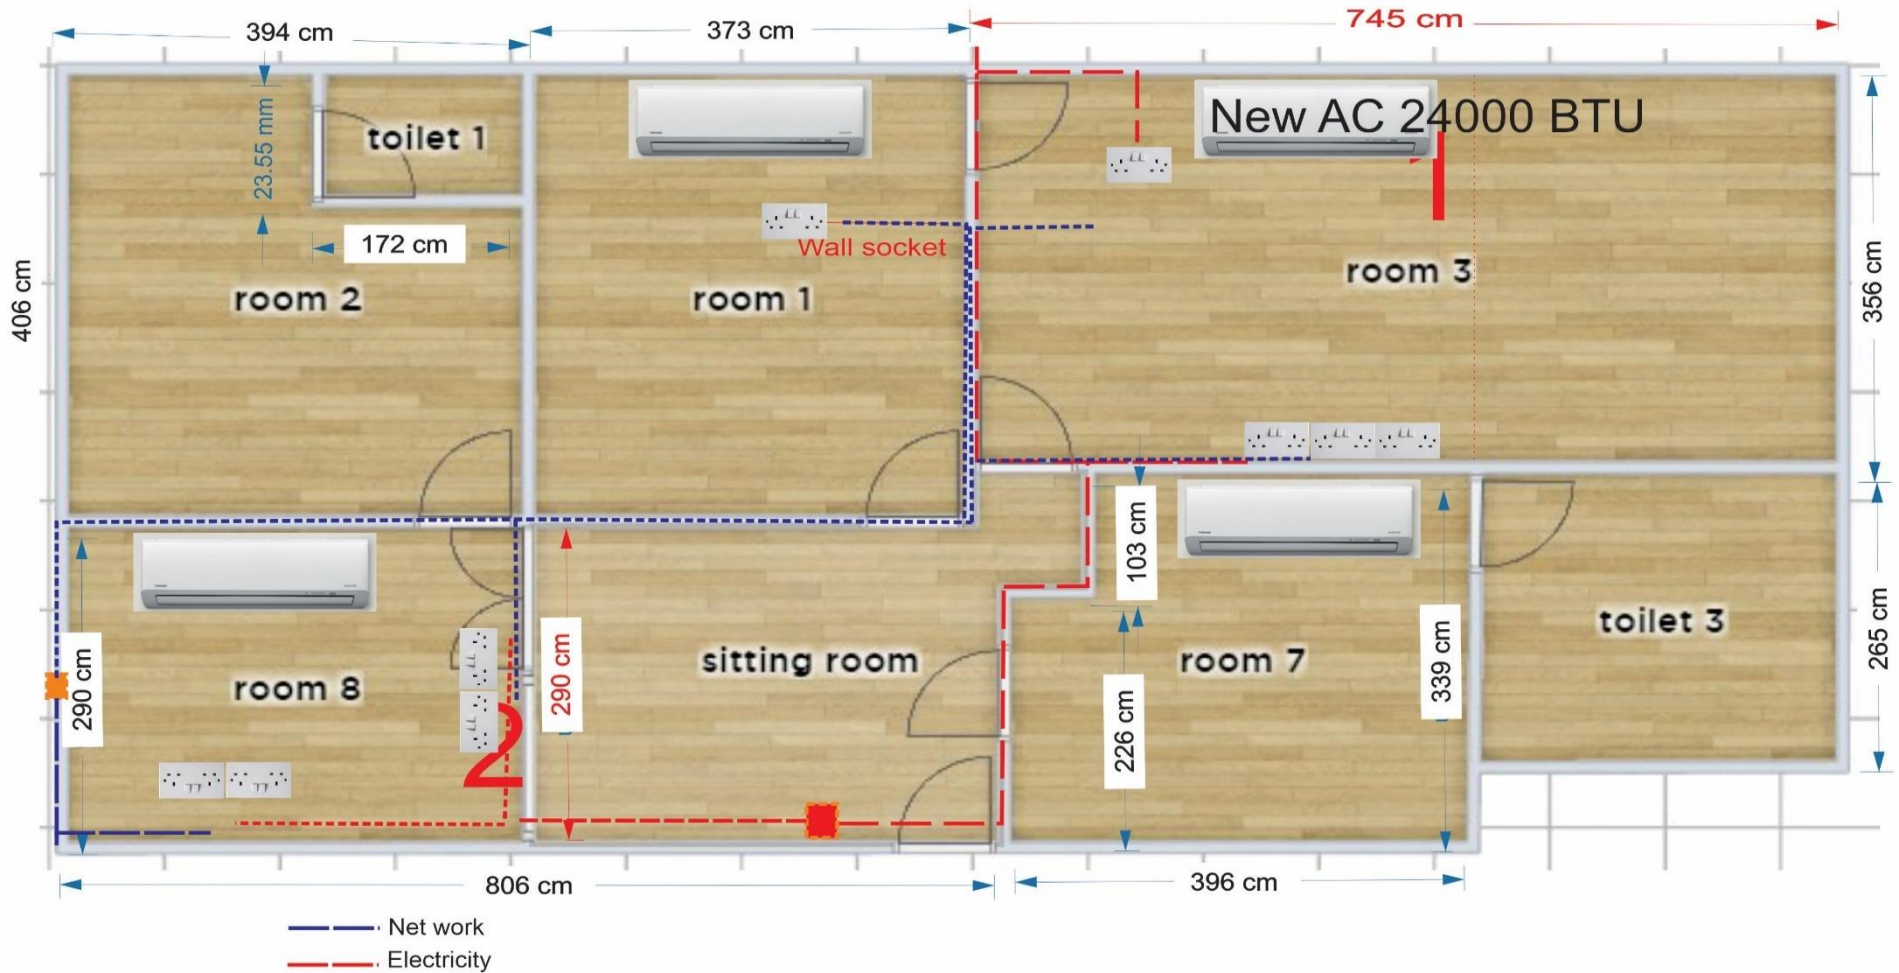 394 cm
373 cm
745 cm
23.55 mm
toilet 1
New AC 24000 BTU
1
172 cm
Wall socket
406 cm
room 2
room 1
room 3
356 cm
103 cm
290 cm
room 8
2
290 cm
sitting room
226 cm
room 7
339 cm
toilet 3
265 cm
806 cm
396 cm
Net work
Electricity